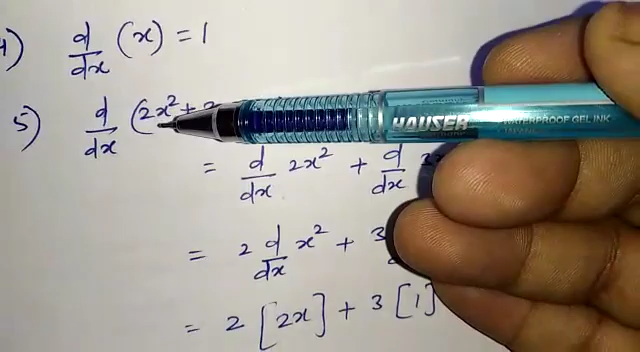 4) d/dx (x) = 1
5) d/dx (2x² +
HAUSER
WATERPROOF GEL INK
= d/dx 2x² + d/dx 3x
= 2 d/dx x² + 3
= 2 [2x] + 3 [1]